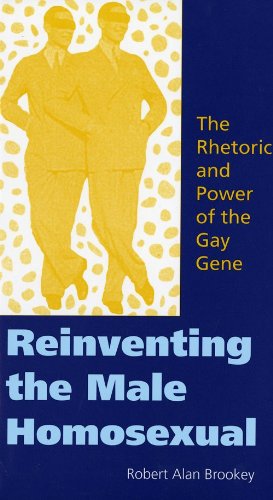 The
Rhetoric
and
Power
of the
Gay
Gene
Reinventing
the Male
Homosexual
Robert Alan Brookey